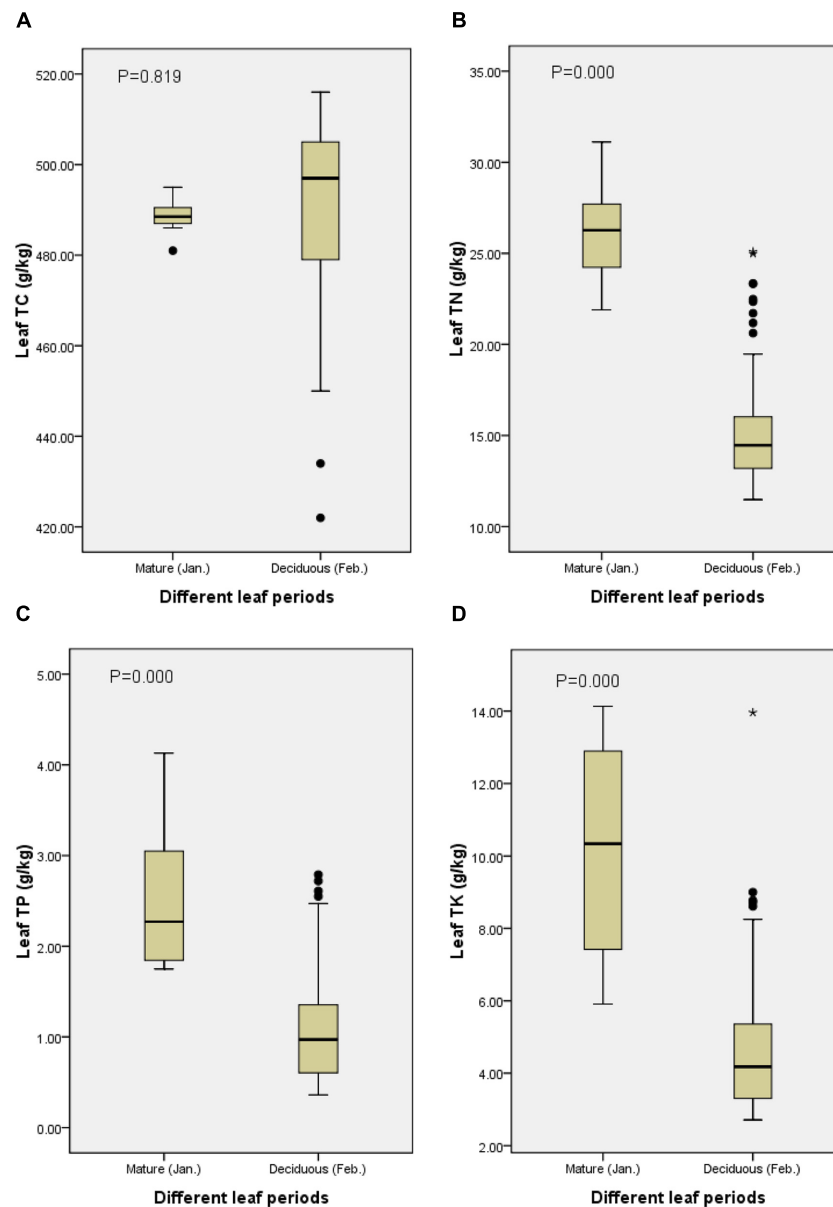 A
P=0.819
Leaf TC (g/kg)
520.00
500.00
480.00
460.00
440.00
420.00
Mature (Jan.) Deciduous (Feb.)
Different leaf periods
B
P=0.000
Leaf TN (g/kg)
35.00
30.00
25.00
20.00
15.00
10.00
Mature (Jan.) Deciduous (Feb.)
Different leaf periods
C
P=0.000
Leaf TP (g/kg)
5.00
4.00
3.00
2.00
1.00
0.00
Mature (Jan.) Deciduous (Feb.)
Different leaf periods
D
P=0.000
Leaf TK (g/kg)
14.00
12.00
10.00
8.00
6.00
4.00
2.00
Mature (Jan.) Deciduous (Feb.)
Different leaf periods